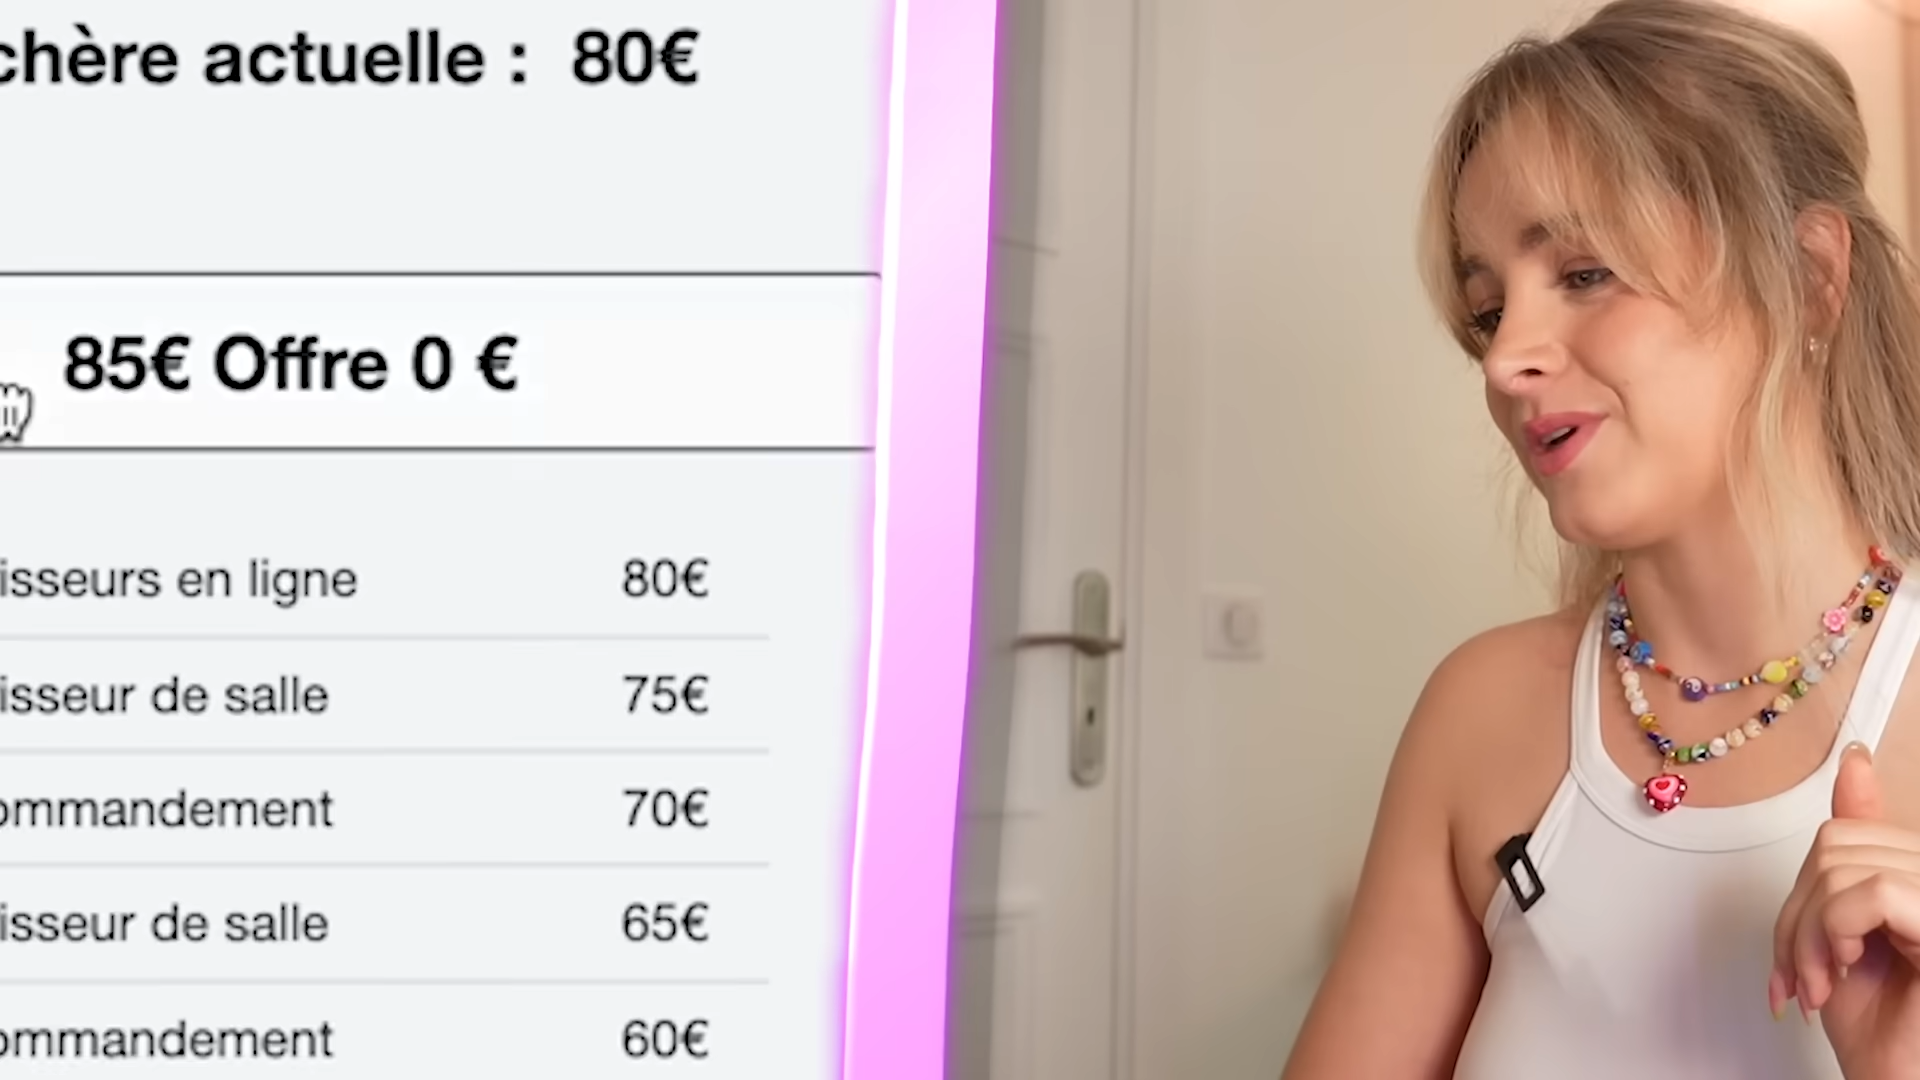 chère actuelle : 80€
85€ Offre 0 €
isseurs en ligne 80€
isseur de salle 75€
ommandement 70€
isseur de salle 65€
ommandement 60€